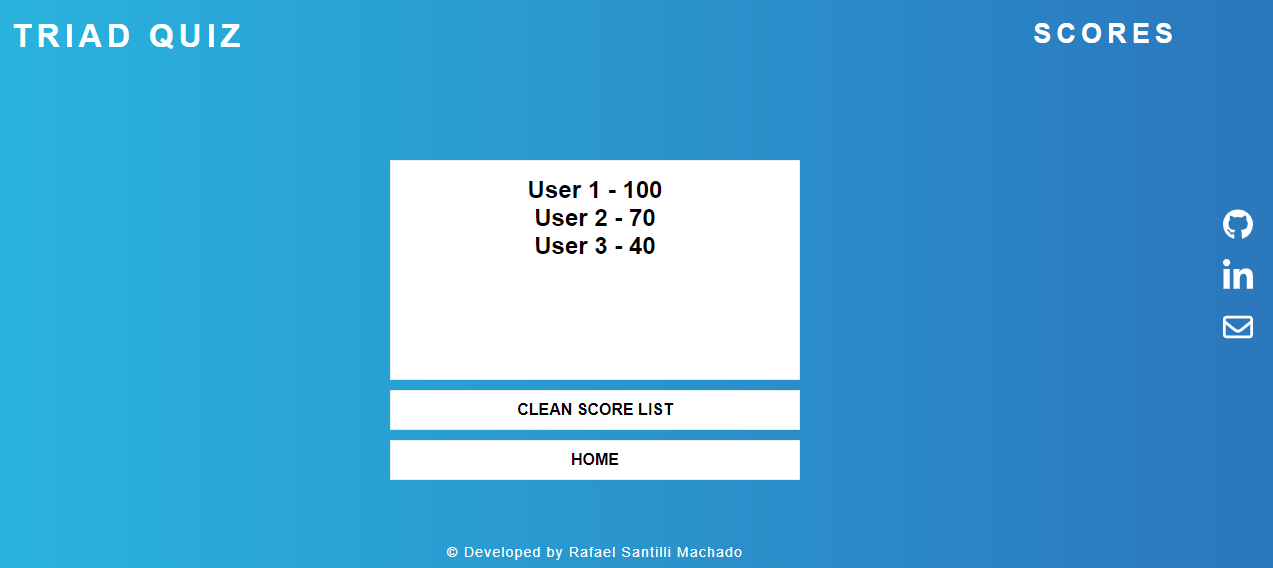 TRIAD QUIZ
SCORES
User 1 - 100
User 2 - 70
User 3 - 40
CLEAN SCORE LIST
HOME
© Developed by Rafael Santilli Machado